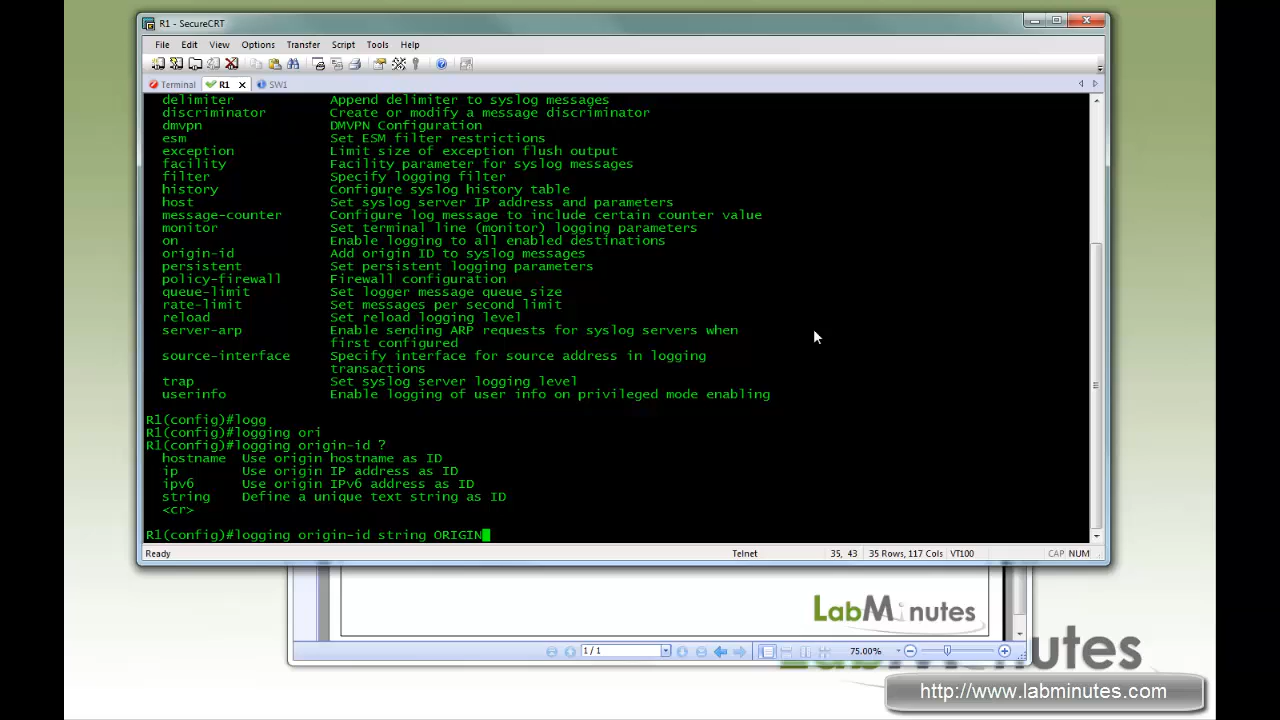 R1 - SecureCRT
File Edit View Options Transfer Script Tools Help
Terminal R1 SW1
delimiter Append delimiter to syslog messages
discriminator Create or modify a message discriminator
dmvpn DMVPN Configuration
esm Set ESM filter restrictions
exception Limit size of exception flush output
facility Facility parameter for syslog messages
filter Specify logging filter
history Configure syslog history table
host Set syslog server IP address and parameters
message-counter Configure log message to include certain counter value
monitor Set terminal line (monitor) logging parameters
on Enable logging to all enabled destinations
origin-id Add origin ID to syslog messages
persistent Set persistent logging parameters
policy-firewall Firewall configuration
queue-limit Set logger message queue size
rate-limit Set messages per second limit
reload Set reload logging level
server-arp Enable sending ARP requests for syslog servers when
first configured
source-interface Specify interface for source address in logging
transactions
trap Set syslog server logging level
userinfo Enable logging of user info on privileged mode enabling
R1(config)#logg
R1(config)#logging ori
R1(config)#logging origin-id ?
hostname Use origin hostname as ID
ip Use origin IP address as ID
ipv6 Use origin IPv6 address as ID
string Define a unique text string as ID
<cr>
R1(config)#logging origin-id string ORIGIN
Ready Telnet 35, 43 35 Rows, 117 Cols VT100 CAP NUM
LabMinutes
1 / 1 75.00%
http://www.labminutes.com